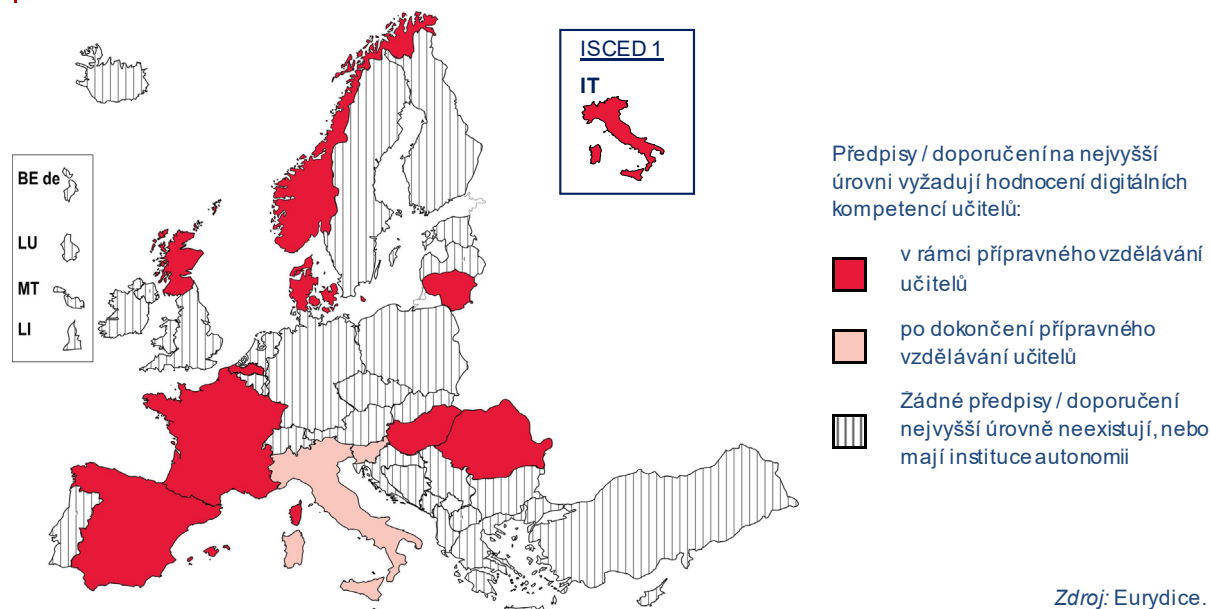 ISCED 1
IT
BE de
LU
MT
LI
Předpisy / doporučení na nejvyšší
úrovni vyžadují hodnocení digitálních
kompetencí učitelů:
v rámci přípravného vzdělávání
učitelů
po dokončení přípravného
vzdělávání učitelů
Žádné předpisy / doporučení
nejvyšší úrovně neexistují, nebo
mají instituce autonomii
Zdroj: Eurydice.